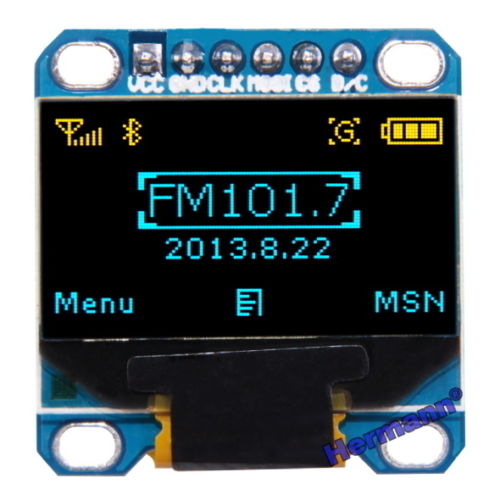 VCC GND CLK MOSI CS D/C
G
FM101.7
2013.8.22
Menu MSN
Hermann®